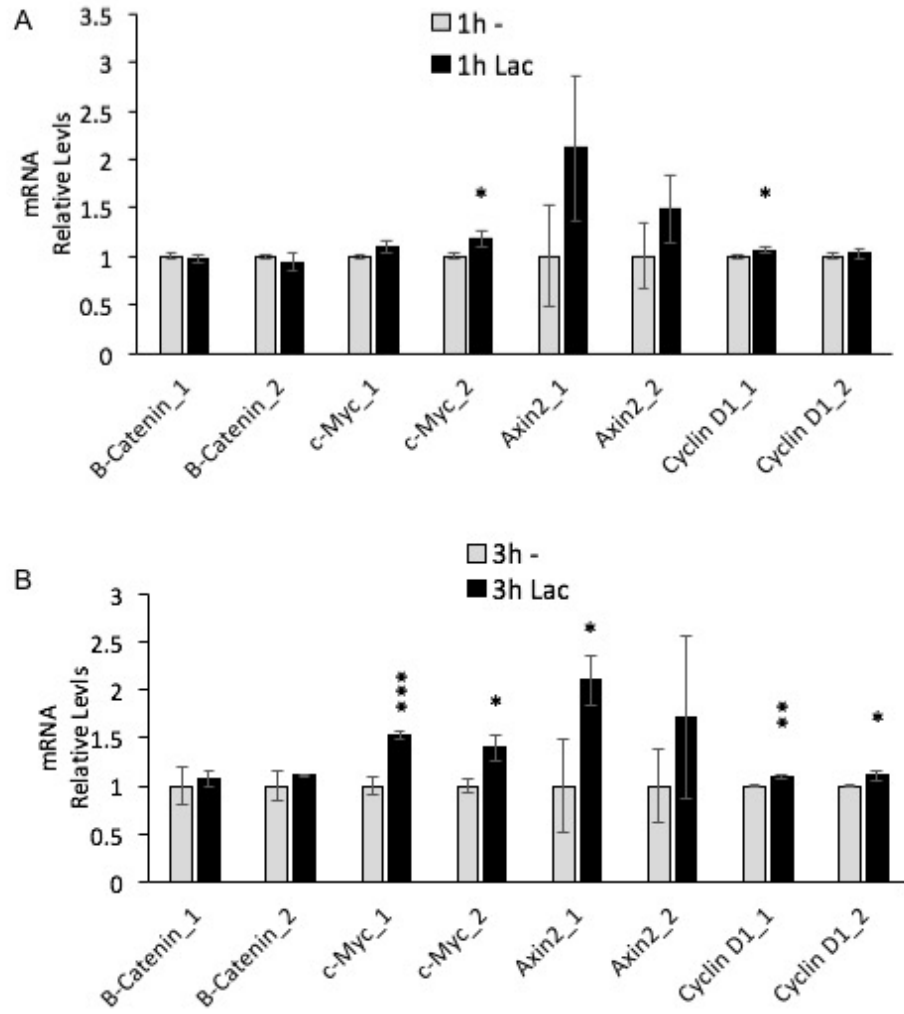 A
3.5
3
2.5
2
1.5
1
0.5
0
mRNA
Relative Levls
1h -
1h Lac
*
*
B-Catenin_1
B-Catenin_2
c-Myc_1
c-Myc_2
Axin2_1
Axin2_2
Cyclin D1_1
Cyclin D1_2
B
3
2.5
2
1.5
1
0.5
0
mRNA
Relative Levls
3h -
3h Lac
***
*
*
**
*
B-Catenin_1
B-Catenin_2
c-Myc_1
c-Myc_2
Axin2_1
Axin2_2
Cyclin D1_1
Cyclin D1_2